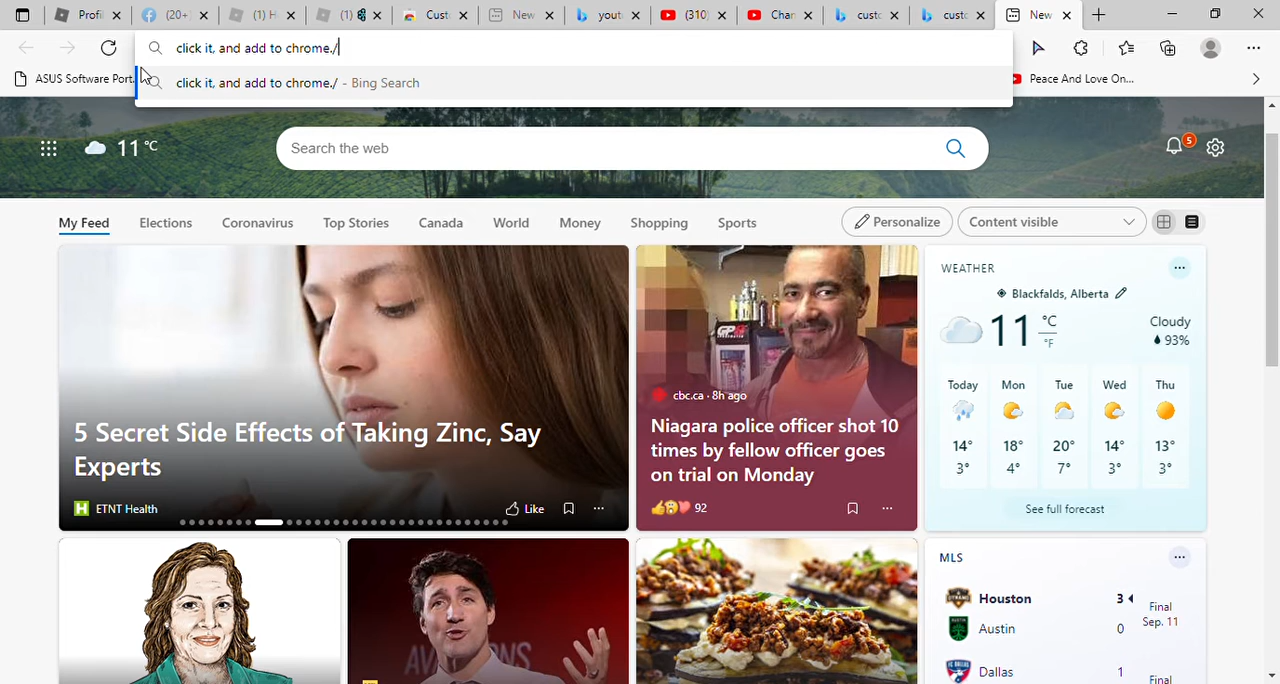 Profil
(20+
(1) H
(1)
Cust
New
yout
(310)
Chan
custo
custo
New
click it, and add to chrome./
ASUS Software Port...
click it, and add to chrome./ - Bing Search
Peace And Love On...
11 °C
Search the web
5
My Feed Elections Coronavirus Top Stories Canada World Money Shopping Sports
Personalize
Content visible
5 Secret Side Effects of Taking Zinc, Say
Experts
ETNT Health
Like
cbc.ca · 8h ago
Niagara police officer shot 10
times by fellow officer goes
on trial on Monday
92
WEATHER
Blackfalds, Alberta
11 °C
°F
Cloudy
93%
Today Mon Tue Wed Thu
14° 18° 20° 14° 13°
3° 4° 7° 3° 3°
See full forecast
MLS
Houston 3
Austin 0
Final
Sep. 11
Dallas 1
Final